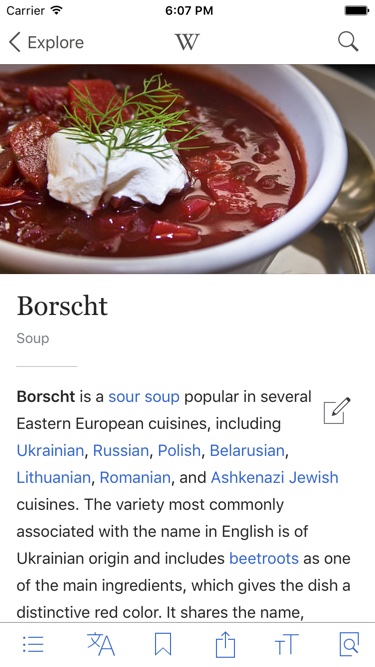 Carrier 6:07 PM
Explore W
Borscht
Soup
Borscht is a sour soup popular in several
Eastern European cuisines, including
Ukrainian, Russian, Polish, Belarusian,
Lithuanian, Romanian, and Ashkenazi Jewish
cuisines. The variety most commonly
associated with the name in English is of
Ukrainian origin and includes beetroots as one
of the main ingredients, which gives the dish a
distinctive red color. It shares the name,